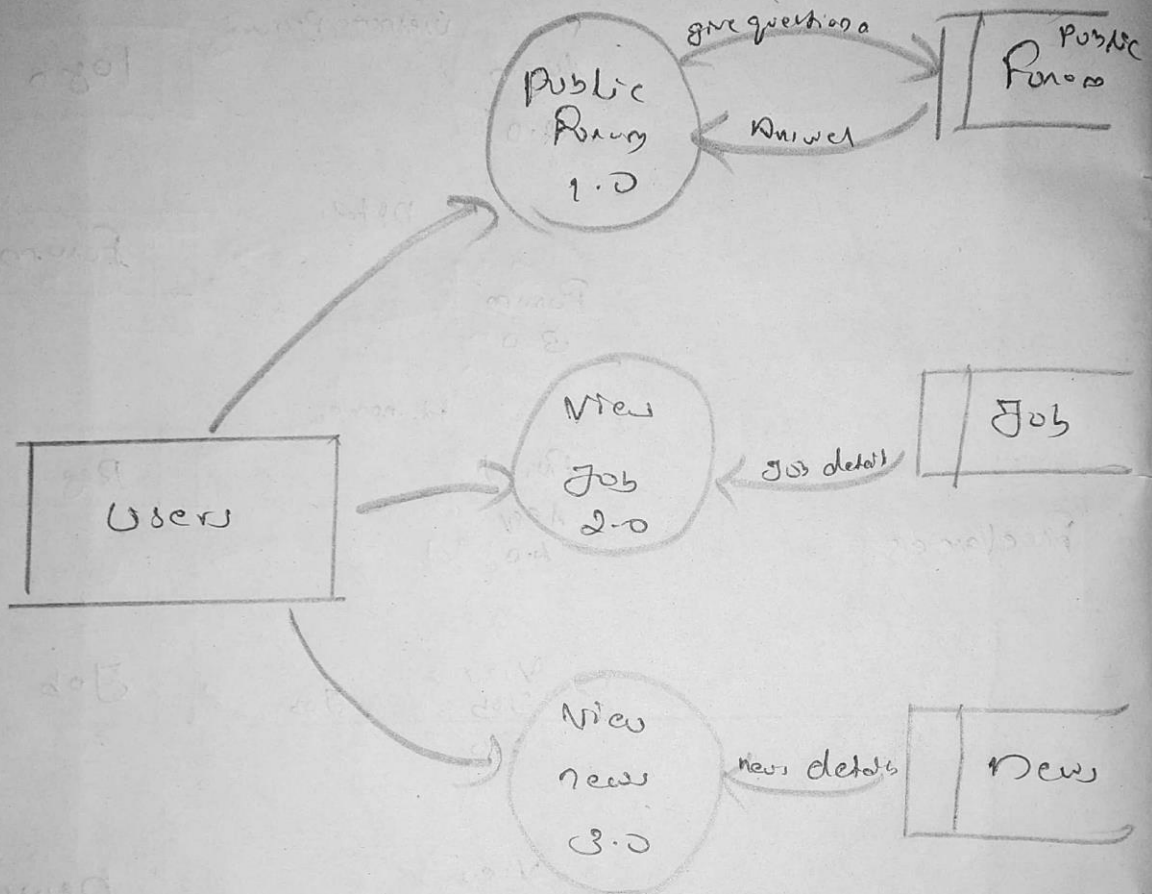 give questions
Public
Forum
Public
Forum
1.0
Answer
View
Job
2.0
Job
Job details
Users
View
news
3.0
news details
news